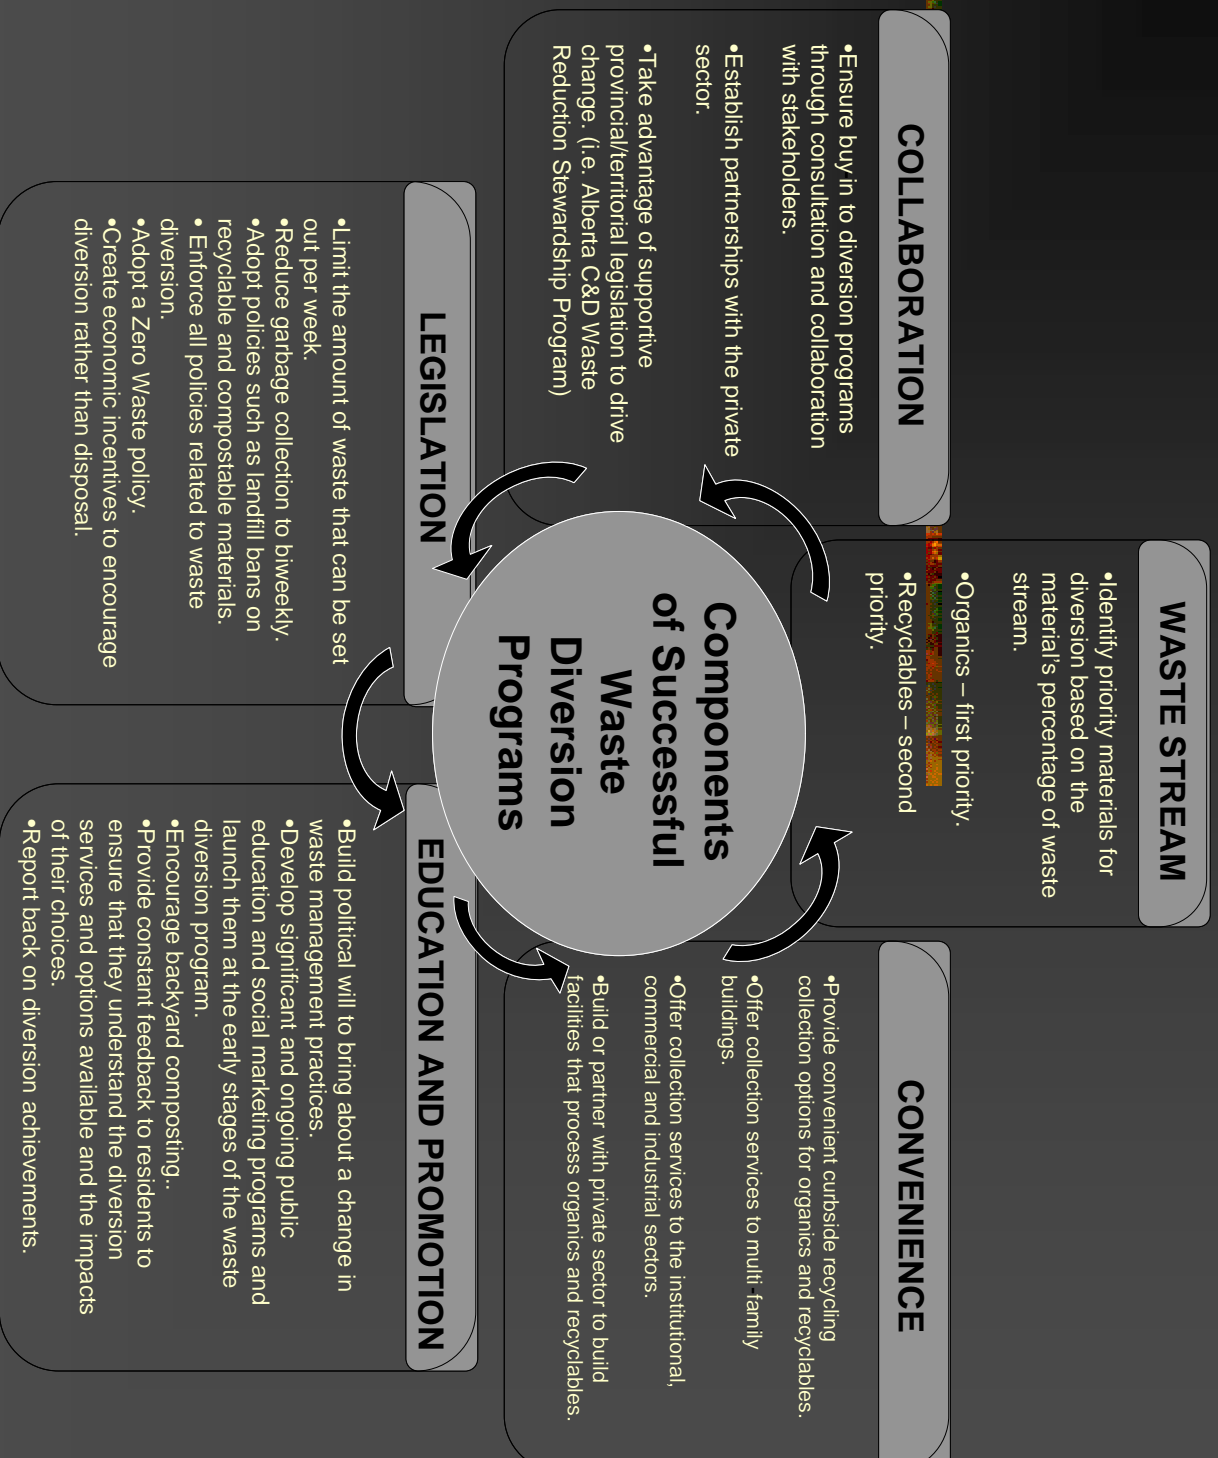 WASTE STREAM
•Identify priority materials for
diversion based on the
material's percentage of waste
stream.
•Organics – first priority.
•Recyclables – second
priority.
COLLABORATION
•Ensure buy-in to diversion programs
through consultation and collaboration
with stakeholders.
•Establish partnerships with the private
sector.
•Take advantage of supportive
provincial/territorial legislation to drive
change. (i.e. Alberta C&D Waste
Reduction Stewardship Program)
Components
of Successful
Waste
Diversion
Programs
CONVENIENCE
•Provide convenient curbside recycling
collection options for organics and recyclables.
•Offer collection services to multi-family
buildings.
•Offer collection services to the institutional,
commercial and industrial sectors.
•Build or partner with private sector to build
facilities that process organics and recyclables.
LEGISLATION
•Limit the amount of waste that can be set
out per week.
•Reduce garbage collection to biweekly.
•Adopt policies such as landfill bans on
recyclable and compostable materials.
• Enforce all policies related to waste
diversion.
•Adopt a Zero Waste policy.
•Create economic incentives to encourage
diversion rather than disposal.
EDUCATION AND PROMOTION
•Build political will to bring about a change in
waste management practices.
•Develop significant and ongoing public
education and social marketing programs and
launch them at the early stages of the waste
diversion program.
•Encourage backyard composting..
•Provide constant feedback to residents to
ensure that they understand the diversion
services and options available and the impacts
of their choices.
•Report back on diversion achievements.